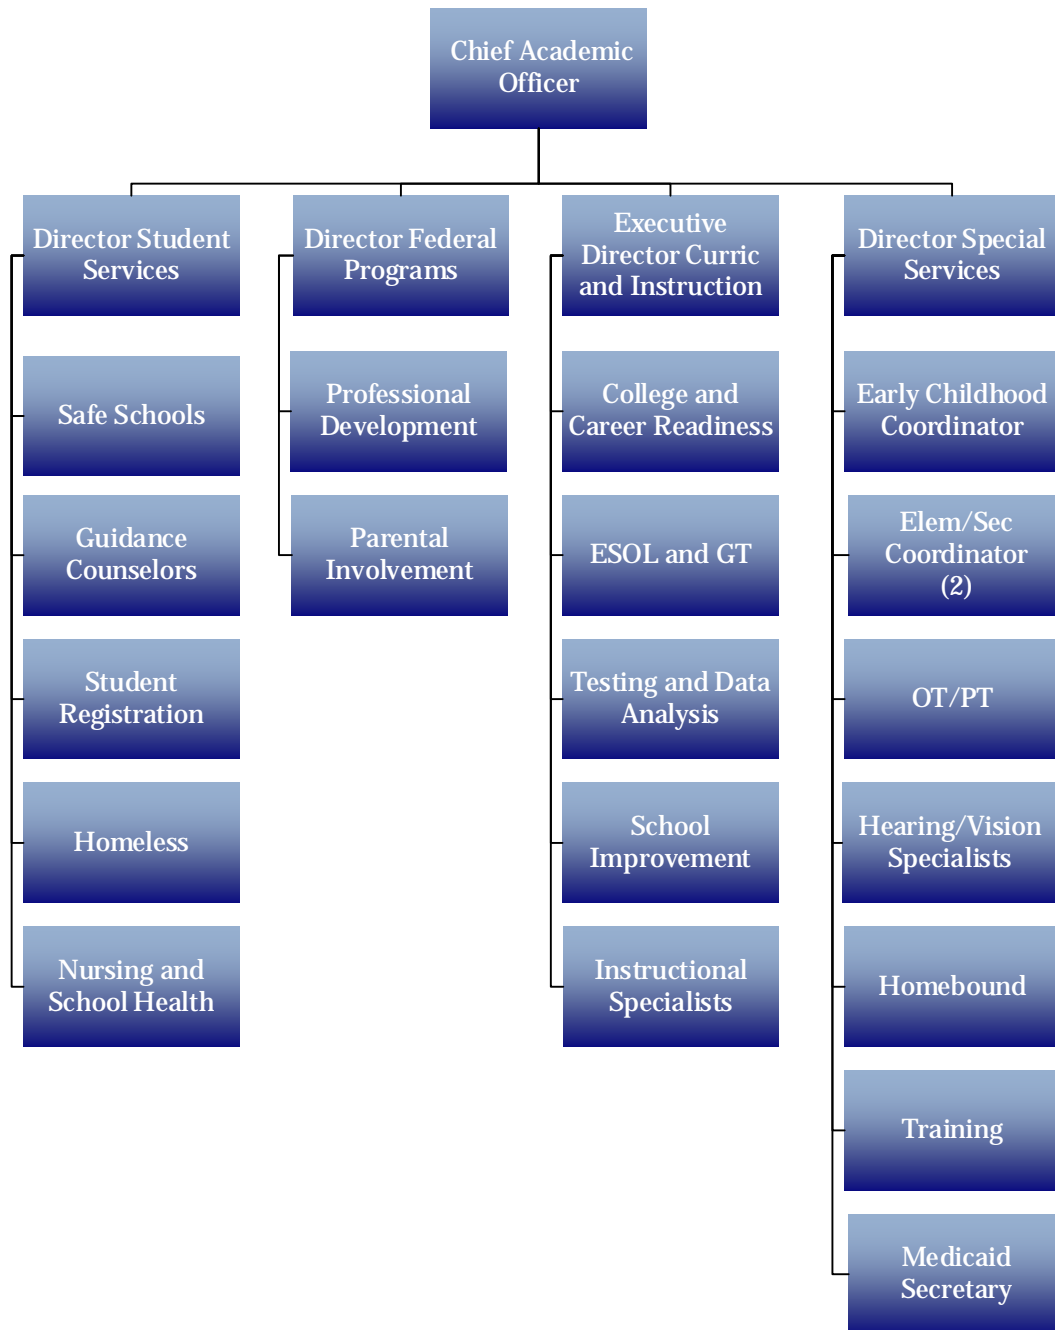 Chief Academic
Officer
Director Student
Services
Director Federal
Programs
Executive
Director Curric
and Instruction
Director Special
Services
Safe Schools
Professional
Development
College and
Career Readiness
Early Childhood
Coordinator
Guidance
Counselors
Parental
Involvement
ESOL and GT
Elem/Sec
Coordinator
(2)
Student
Registration
Testing and Data
Analysis
OT/PT
Homeless
School
Improvement
Hearing/Vision
Specialists
Nursing and
School Health
Instructional
Specialists
Homebound
Training
Medicaid
Secretary